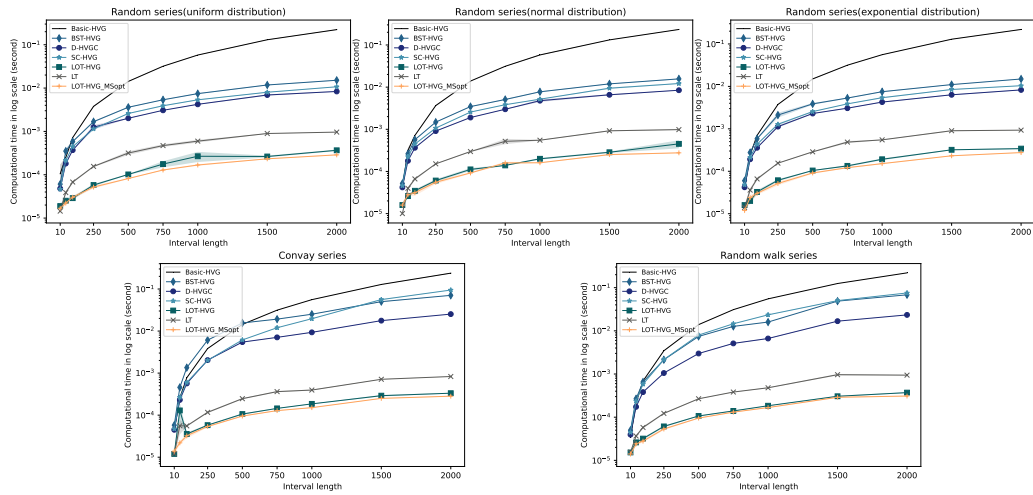 Random series(uniform distribution)
Computational time in log scale (second)
10⁻¹
10⁻²
10⁻³
10⁻⁴
10⁻⁵
Basic-HVG
BST-HVG
D-HVGC
SC-HVG
LOT-HVG
LT
LOT-HVG_MSopt
10 250 500 750 1000 1500 2000
Interval length
Random series(normal distribution)
Computational time in log scale (second)
10⁻¹
10⁻²
10⁻³
10⁻⁴
10⁻⁵
Basic-HVG
BST-HVG
D-HVGC
SC-HVG
LOT-HVG
LT
LOT-HVG_MSopt
10 250 500 750 1000 1500 2000
Interval length
Random series(exponential distribution)
Computational time in log scale (second)
10⁻¹
10⁻²
10⁻³
10⁻⁴
10⁻⁵
Basic-HVG
BST-HVG
D-HVGC
SC-HVG
LOT-HVG
LT
LOT-HVG_MSopt
10 250 500 750 1000 1500 2000
Interval length
Convay series
Computational time in log scale (second)
10⁻¹
10⁻²
10⁻³
10⁻⁴
10⁻⁵
Basic-HVG
BST-HVG
D-HVGC
SC-HVG
LOT-HVG
LT
LOT-HVG_MSopt
10 250 500 750 1000 1500 2000
Interval length
Random walk series
Computational time in log scale (second)
10⁻¹
10⁻²
10⁻³
10⁻⁴
10⁻⁵
Basic-HVG
BST-HVG
D-HVGC
SC-HVG
LOT-HVG
LT
LOT-HVG_MSopt
10 250 500 750 1000 1500 2000
Interval length